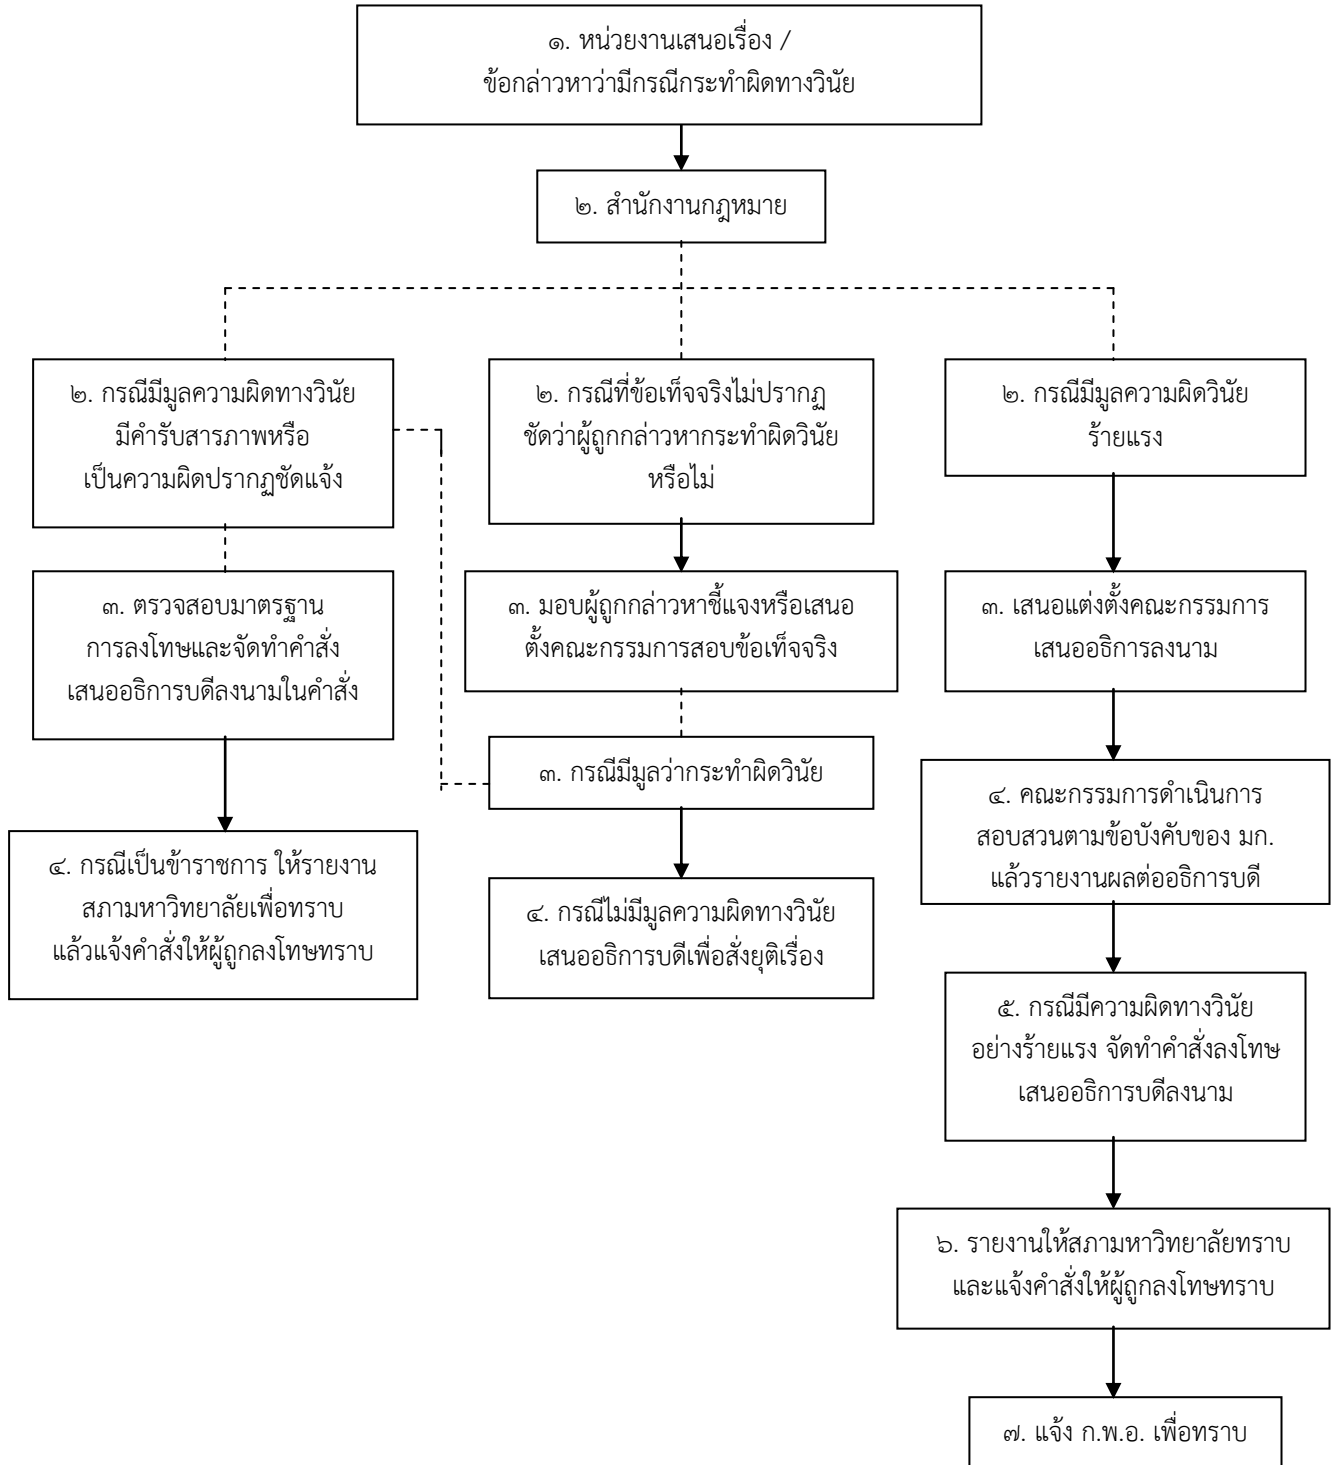 ๑. หน่วยงานเสนอเรื่อง /
ข้อกล่าวหาว่ามีกรณีกระทำผิดทางวินัย
๒. สำนักงานกฎหมาย
๒. กรณีมีมูลความผิดทางวินัย
มีคำรับสารภาพหรือ
เป็นความผิดปรากฏชัดแจ้ง
๓. ตรวจสอบมาตรฐาน
การลงโทษและจัดทำคำสั่ง
เสนออธิการบดีลงนามในคำสั่ง
๔. กรณีเป็นข้าราชการ ให้รายงาน
สภามหาวิทยาลัยเพื่อทราบ
แล้วแจ้งคำสั่งให้ผู้ถูกลงโทษทราบ
๒. กรณีที่ข้อเท็จจริงไม่ปรากฏ
ชัดว่าผู้ถูกกล่าวหากระทำผิดวินัย
หรือไม่
๓. มอบผู้ถูกกล่าวหาชี้แจงหรือเสนอ
ตั้งคณะกรรมการสอบข้อเท็จจริง
๓. กรณีมีมูลว่ากระทำผิดวินัย
๔. กรณีไม่มีมูลความผิดทางวินัย
เสนออธิการบดีเพื่อสั่งยุติเรื่อง
๒. กรณีมีมูลความผิดวินัย
ร้ายแรง
๓. เสนอแต่งตั้งคณะกรรมการ
เสนออธิการลงนาม
๔. คณะกรรมการดำเนินการ
สอบสวนตามข้อบังคับของ มก.
แล้วรายงานผลต่ออธิการบดี
๕. กรณีมีความผิดทางวินัย
อย่างร้ายแรง จัดทำคำสั่งลงโทษ
เสนออธิการบดีลงนาม
๖. รายงานให้สภามหาวิทยาลัยทราบ
และแจ้งคำสั่งให้ผู้ถูกลงโทษทราบ
๗. แจ้ง ก.พ.อ. เพื่อทราบ